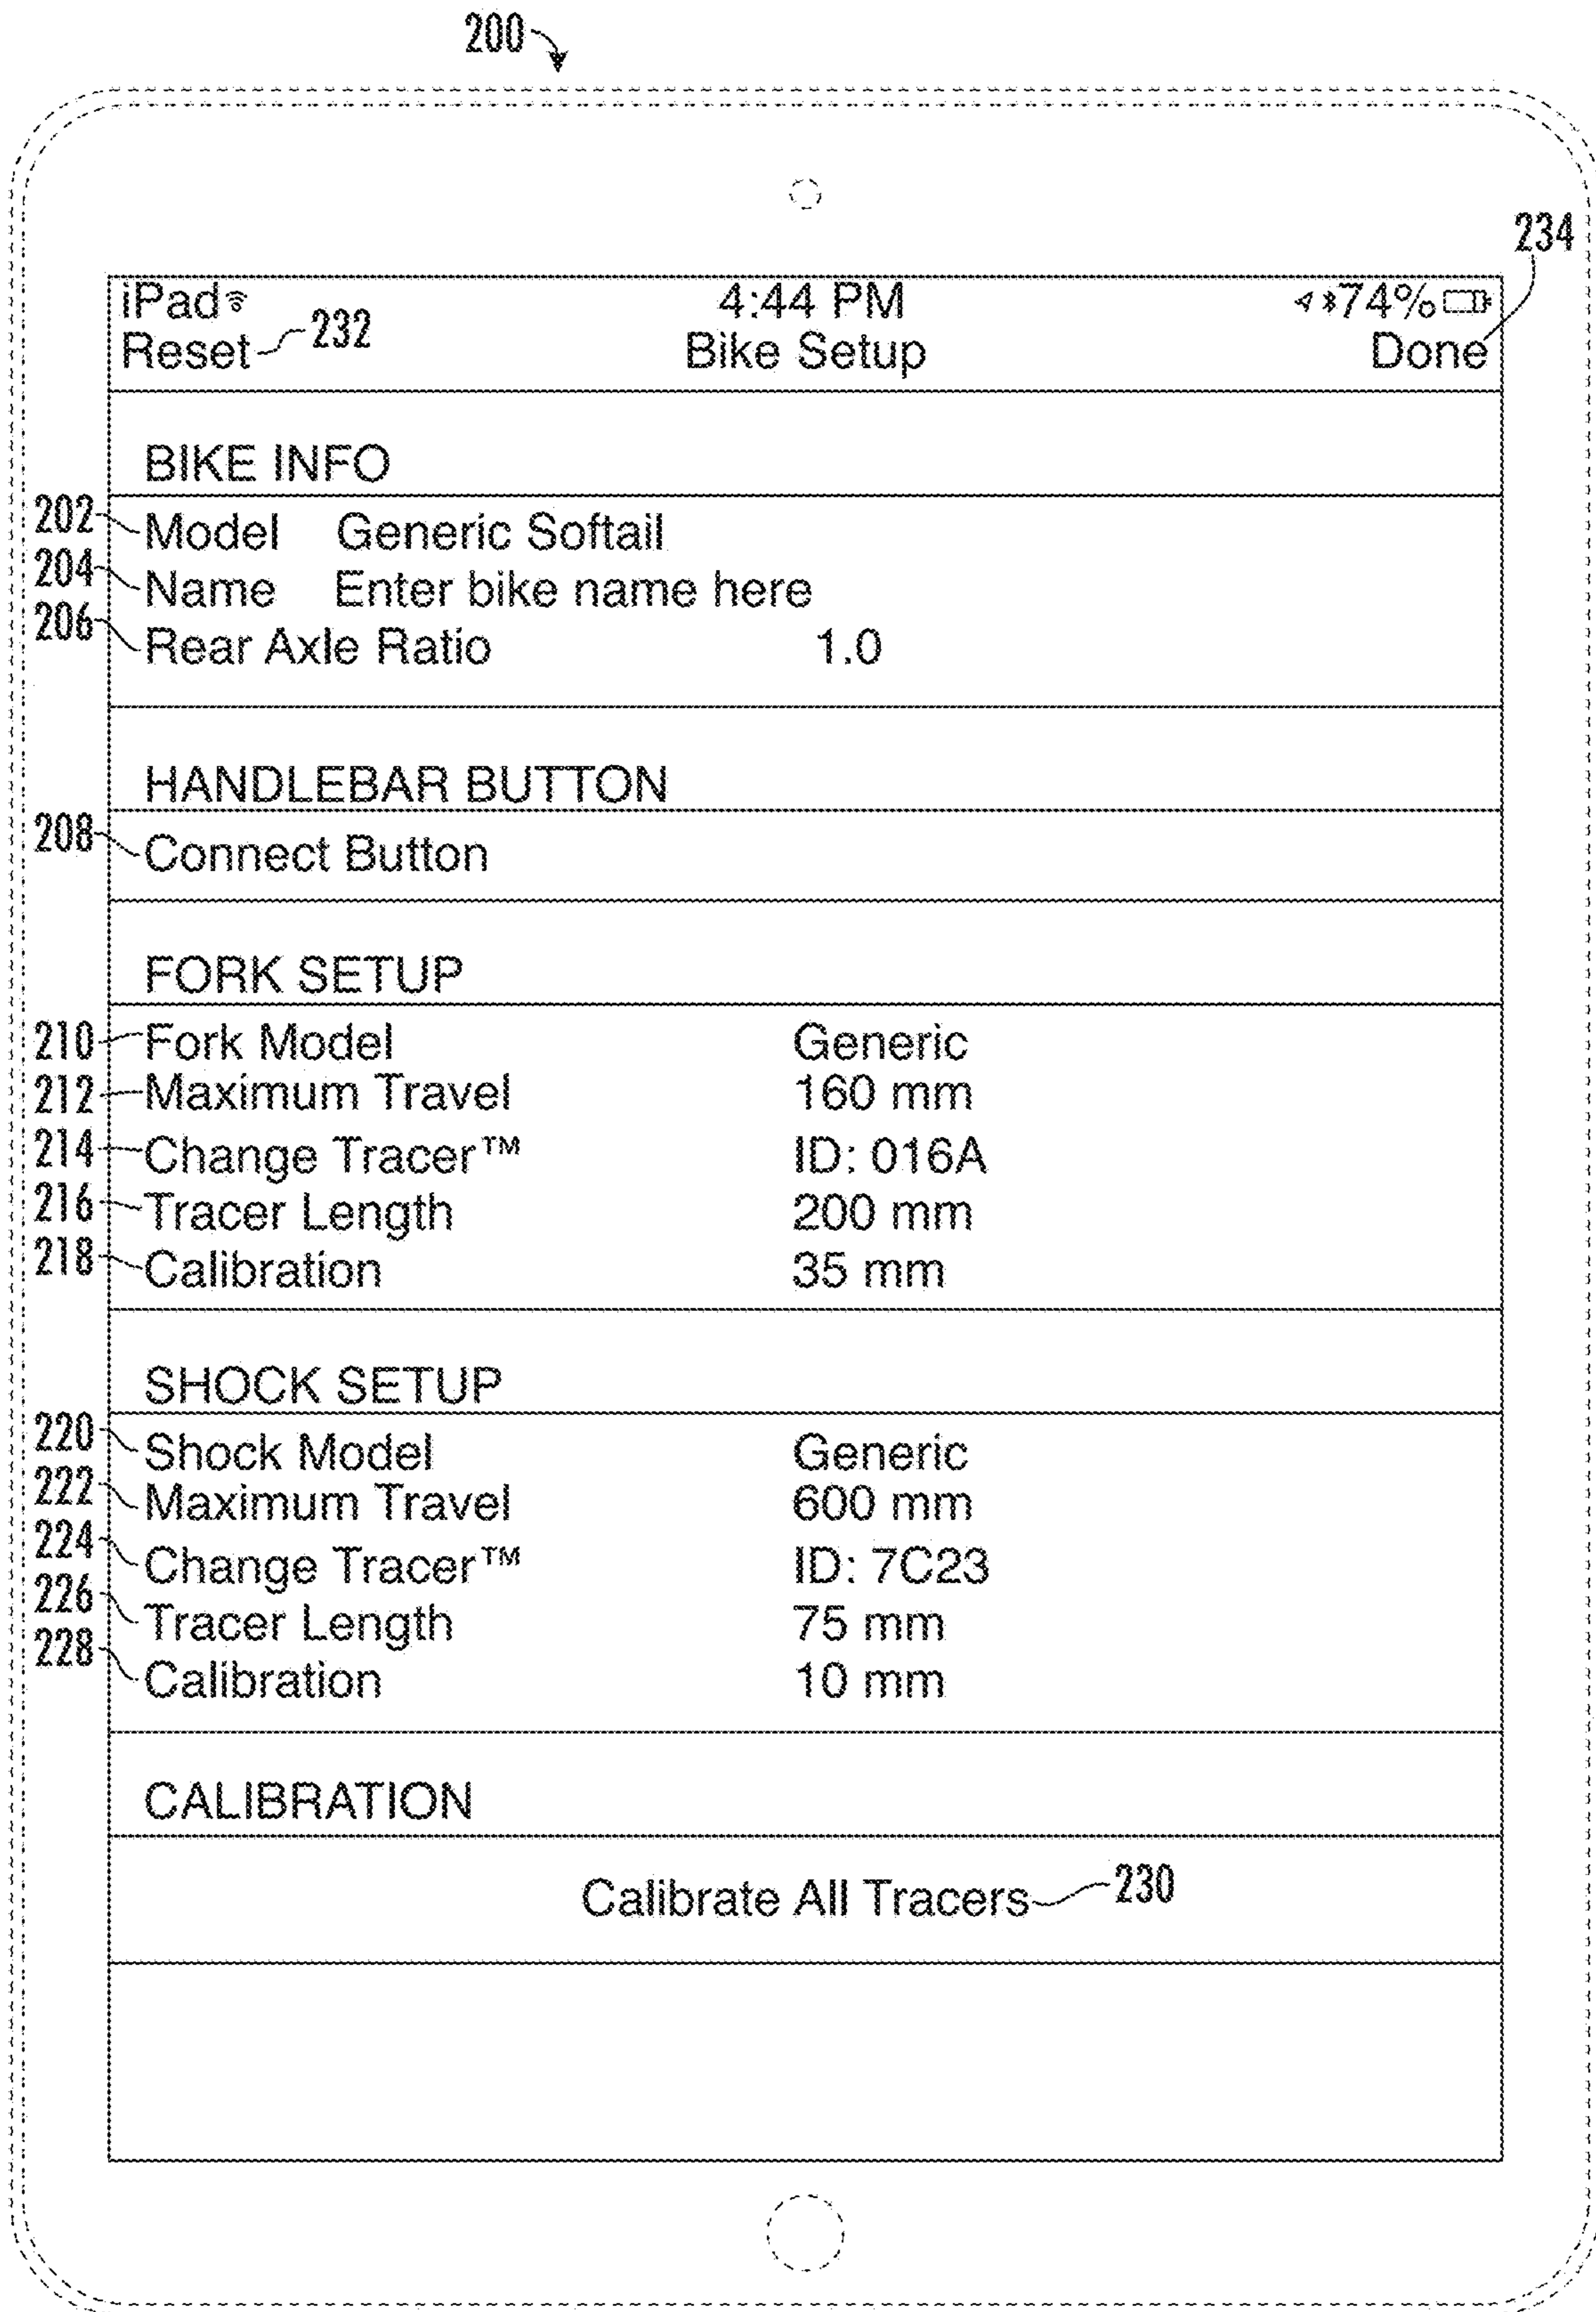 200
234
iPad 4:44 PM 74%
Reset 232 Bike Setup Done
BIKE INFO
202 Model Generic Softail
204 Name Enter bike name here
206 Rear Axle Ratio 1.0
HANDLEBAR BUTTON
208 Connect Button
FORK SETUP
210 Fork Model Generic
212 Maximum Travel 160 mm
214 Change Tracer™ ID: 016A
216 Tracer Length 200 mm
218 Calibration 35 mm
SHOCK SETUP
220 Shock Model Generic
222 Maximum Travel 600 mm
224 Change Tracer™ ID: 7C23
226 Tracer Length 75 mm
228 Calibration 10 mm
CALIBRATION
Calibrate All Tracers 230